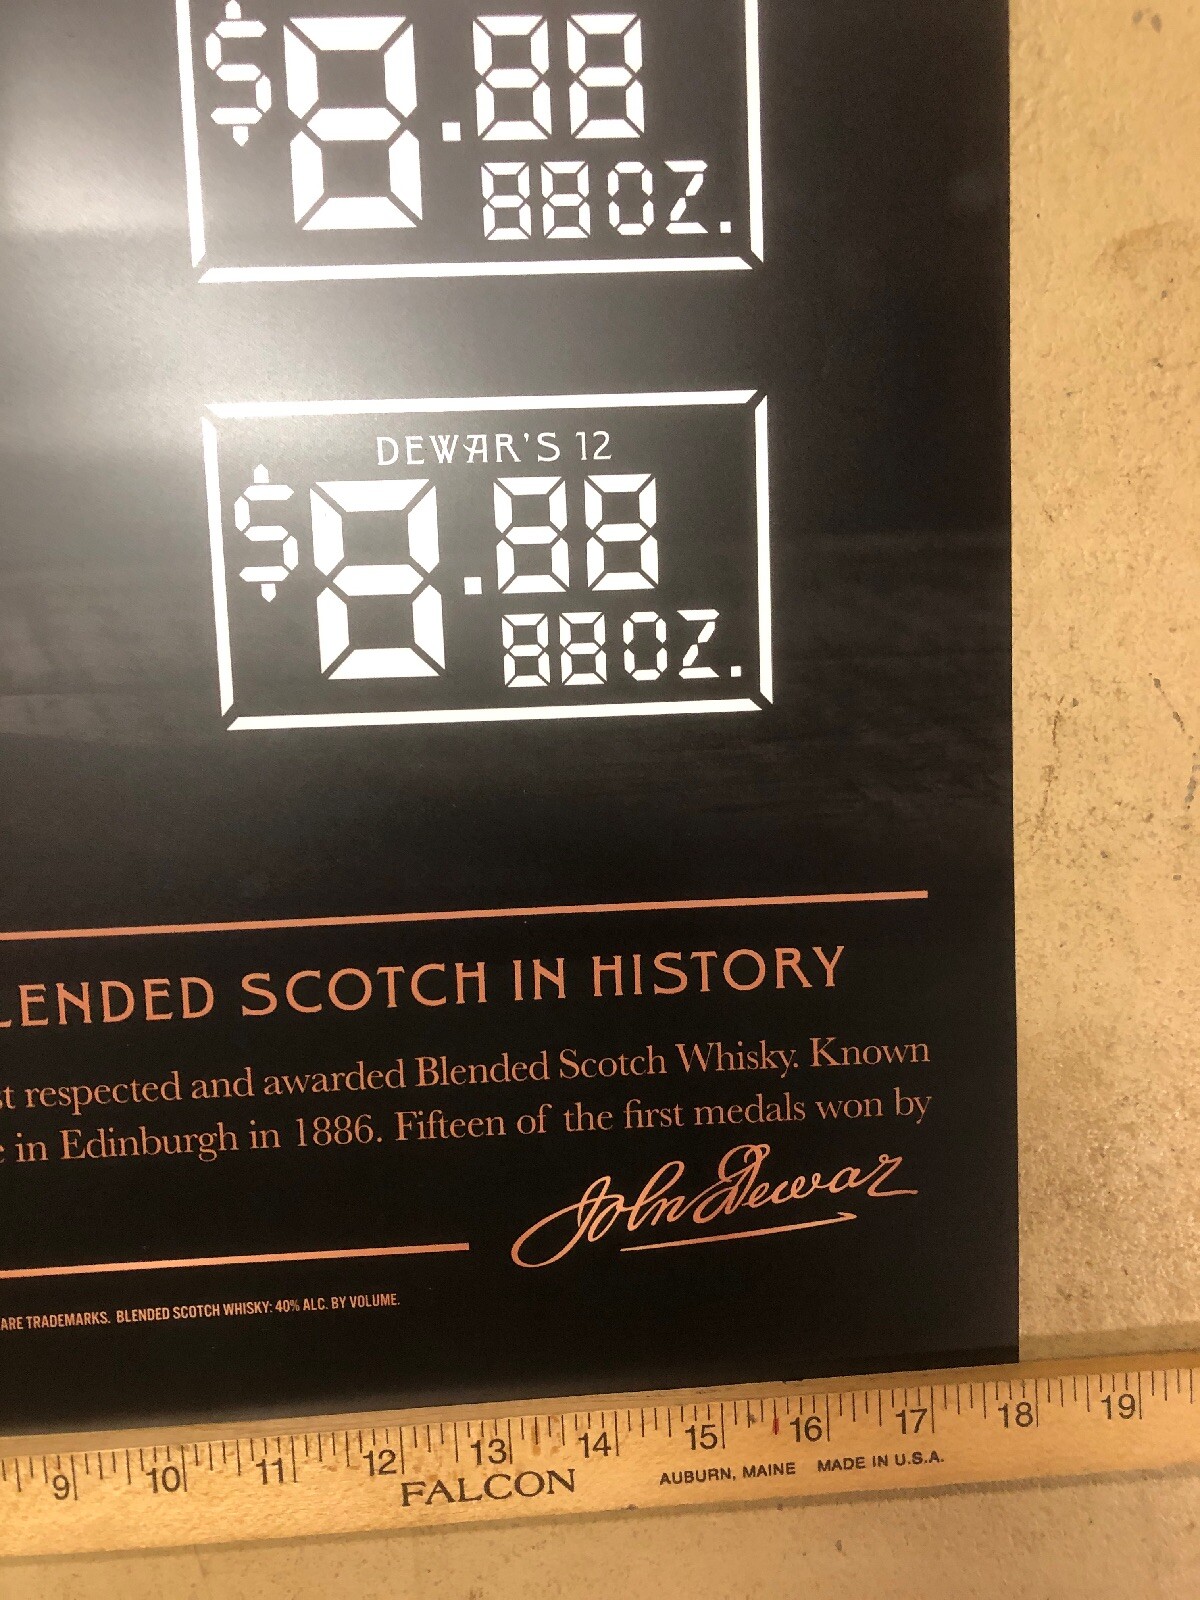 $8.88
88OZ.
DEWAR'S 12
$8.88
88OZ.
LENDED SCOTCH IN HISTORY
st respected and awarded Blended Scotch Whisky. Known
e in Edinburgh in 1886. Fifteen of the first medals won by
John Dewar
ARE TRADEMARKS. BLENDED SCOTCH WHISKY: 40% ALC. BY VOLUME.
9 10 11 12 13 14 15 16 17 18 19
FALCON AUBURN, MAINE MADE IN U.S.A.